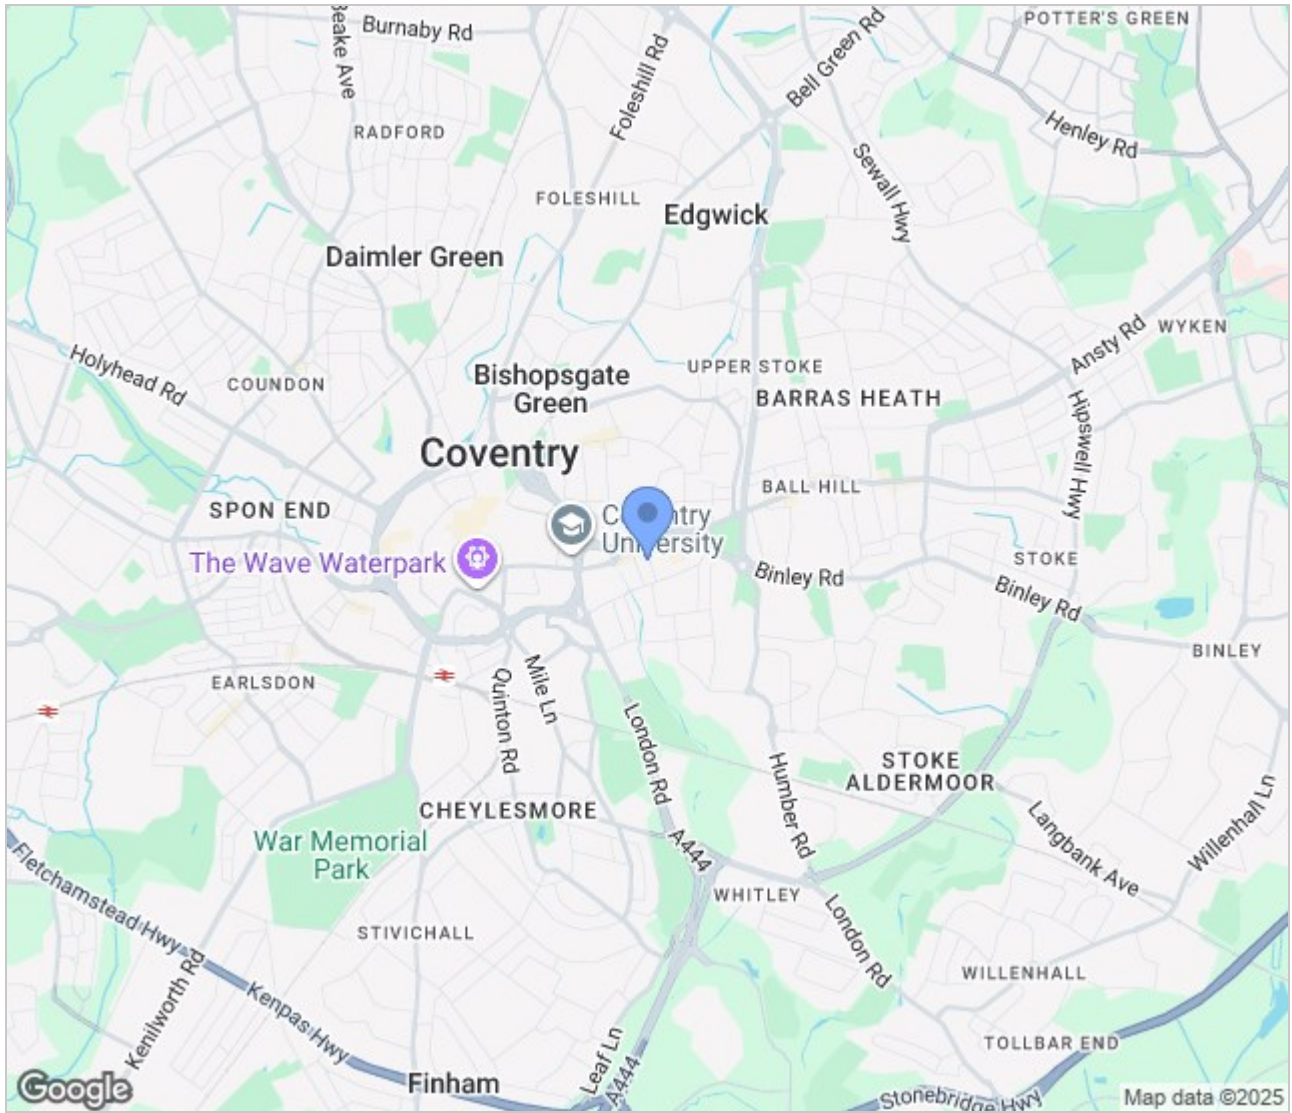 POTTER'S GREEN
Burnaby Rd
Beake Ave
Foleshill Rd
Bell Green Rd
RADFORD
Henley Rd
Sewall Hwy
FOLESHILL
Edgwick
Daimler Green
WYKEN
Ansty Rd
Holyhead Rd
COUNDON
Bishopsgate
Green
UPPER STOKE
BARRAS HEATH
Hipswell Hwy
Coventry
BALL HILL
SPON END
Coventry
University
The Wave Waterpark
STOKE
Binley Rd
Binley Rd
BINLEY
EARLSDON
Mile Ln
Quinton Rd
London Rd
STOKE
ALDERMOOR
Humber Rd
CHEYLESMORE
War Memorial
Park
A444
Langbank Ave
Willenhall Ln
Fletchamstead Hwy
WHITLEY
STIVICHALL
London Rd
WILLENHALL
Kenilworth Rd
Kenpas Hwy
TOLLBAR END
Leaf Ln
A444
Finham
Stonebridge Hwy
Google
Map data ©2025